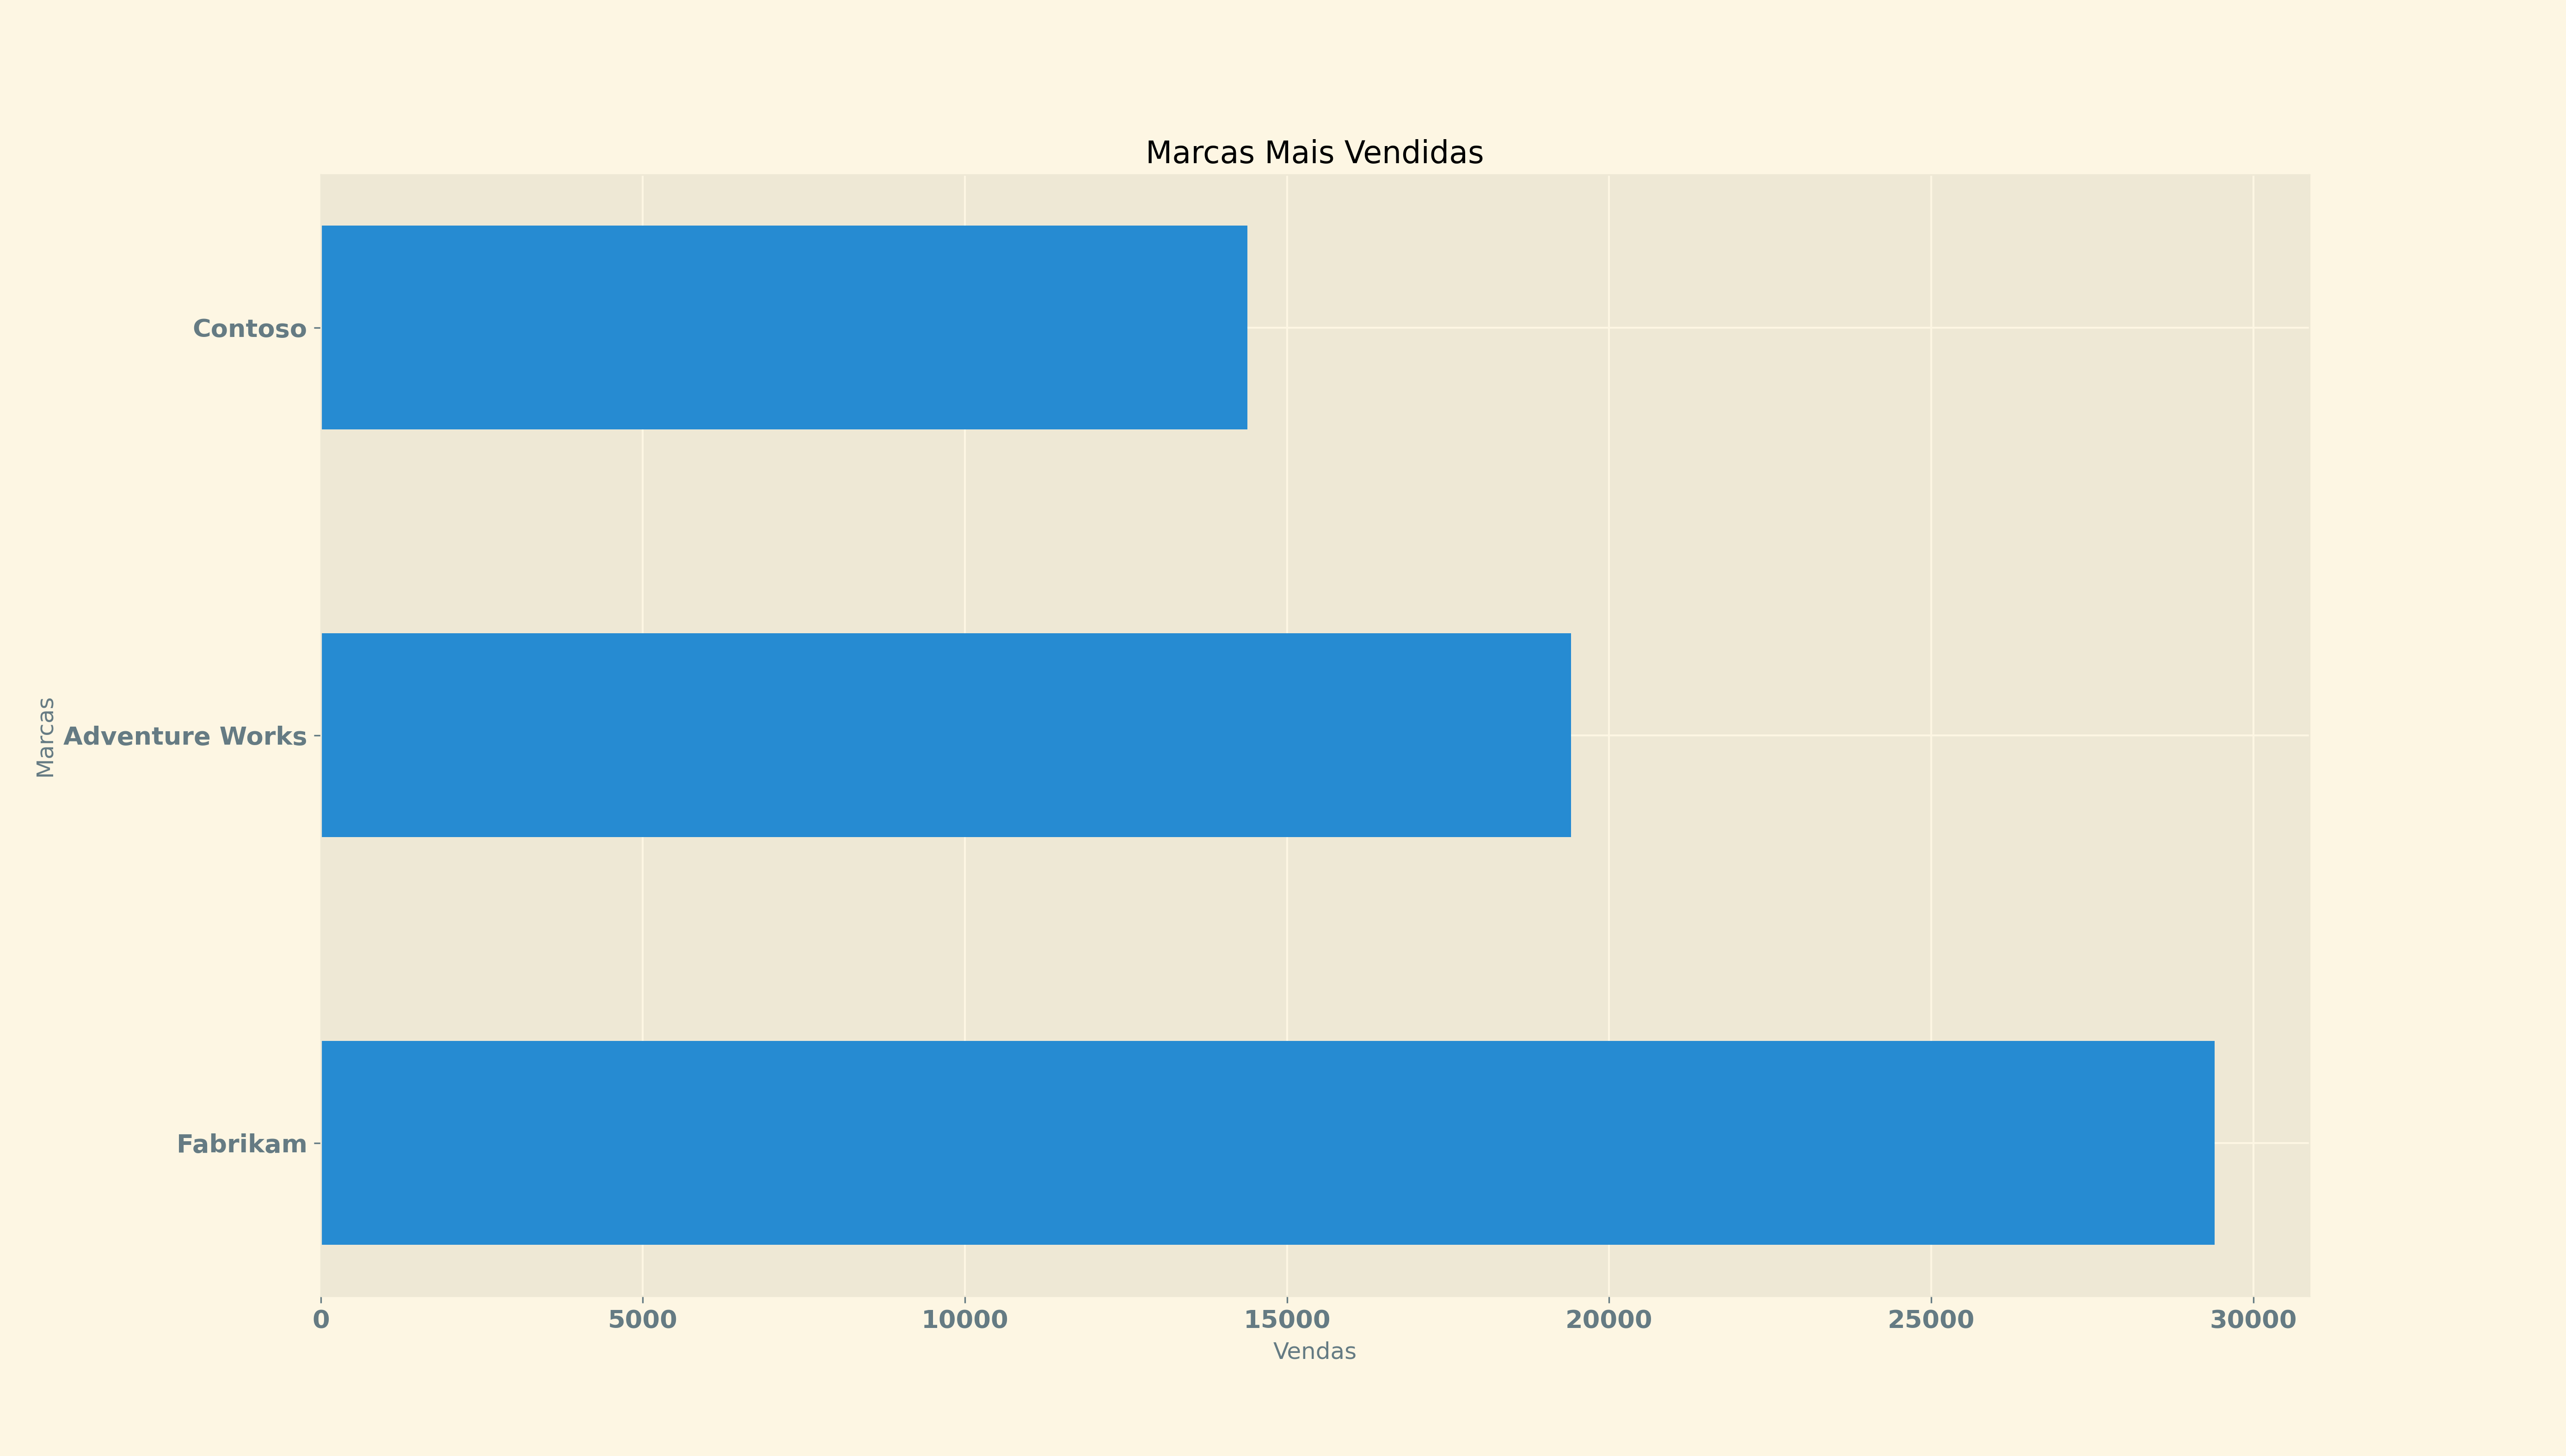 Marcas Mais Vendidas
Contoso
Adventure Works
Fabrikam
Marcas
0 5000 10000 15000 20000 25000 30000
Vendas